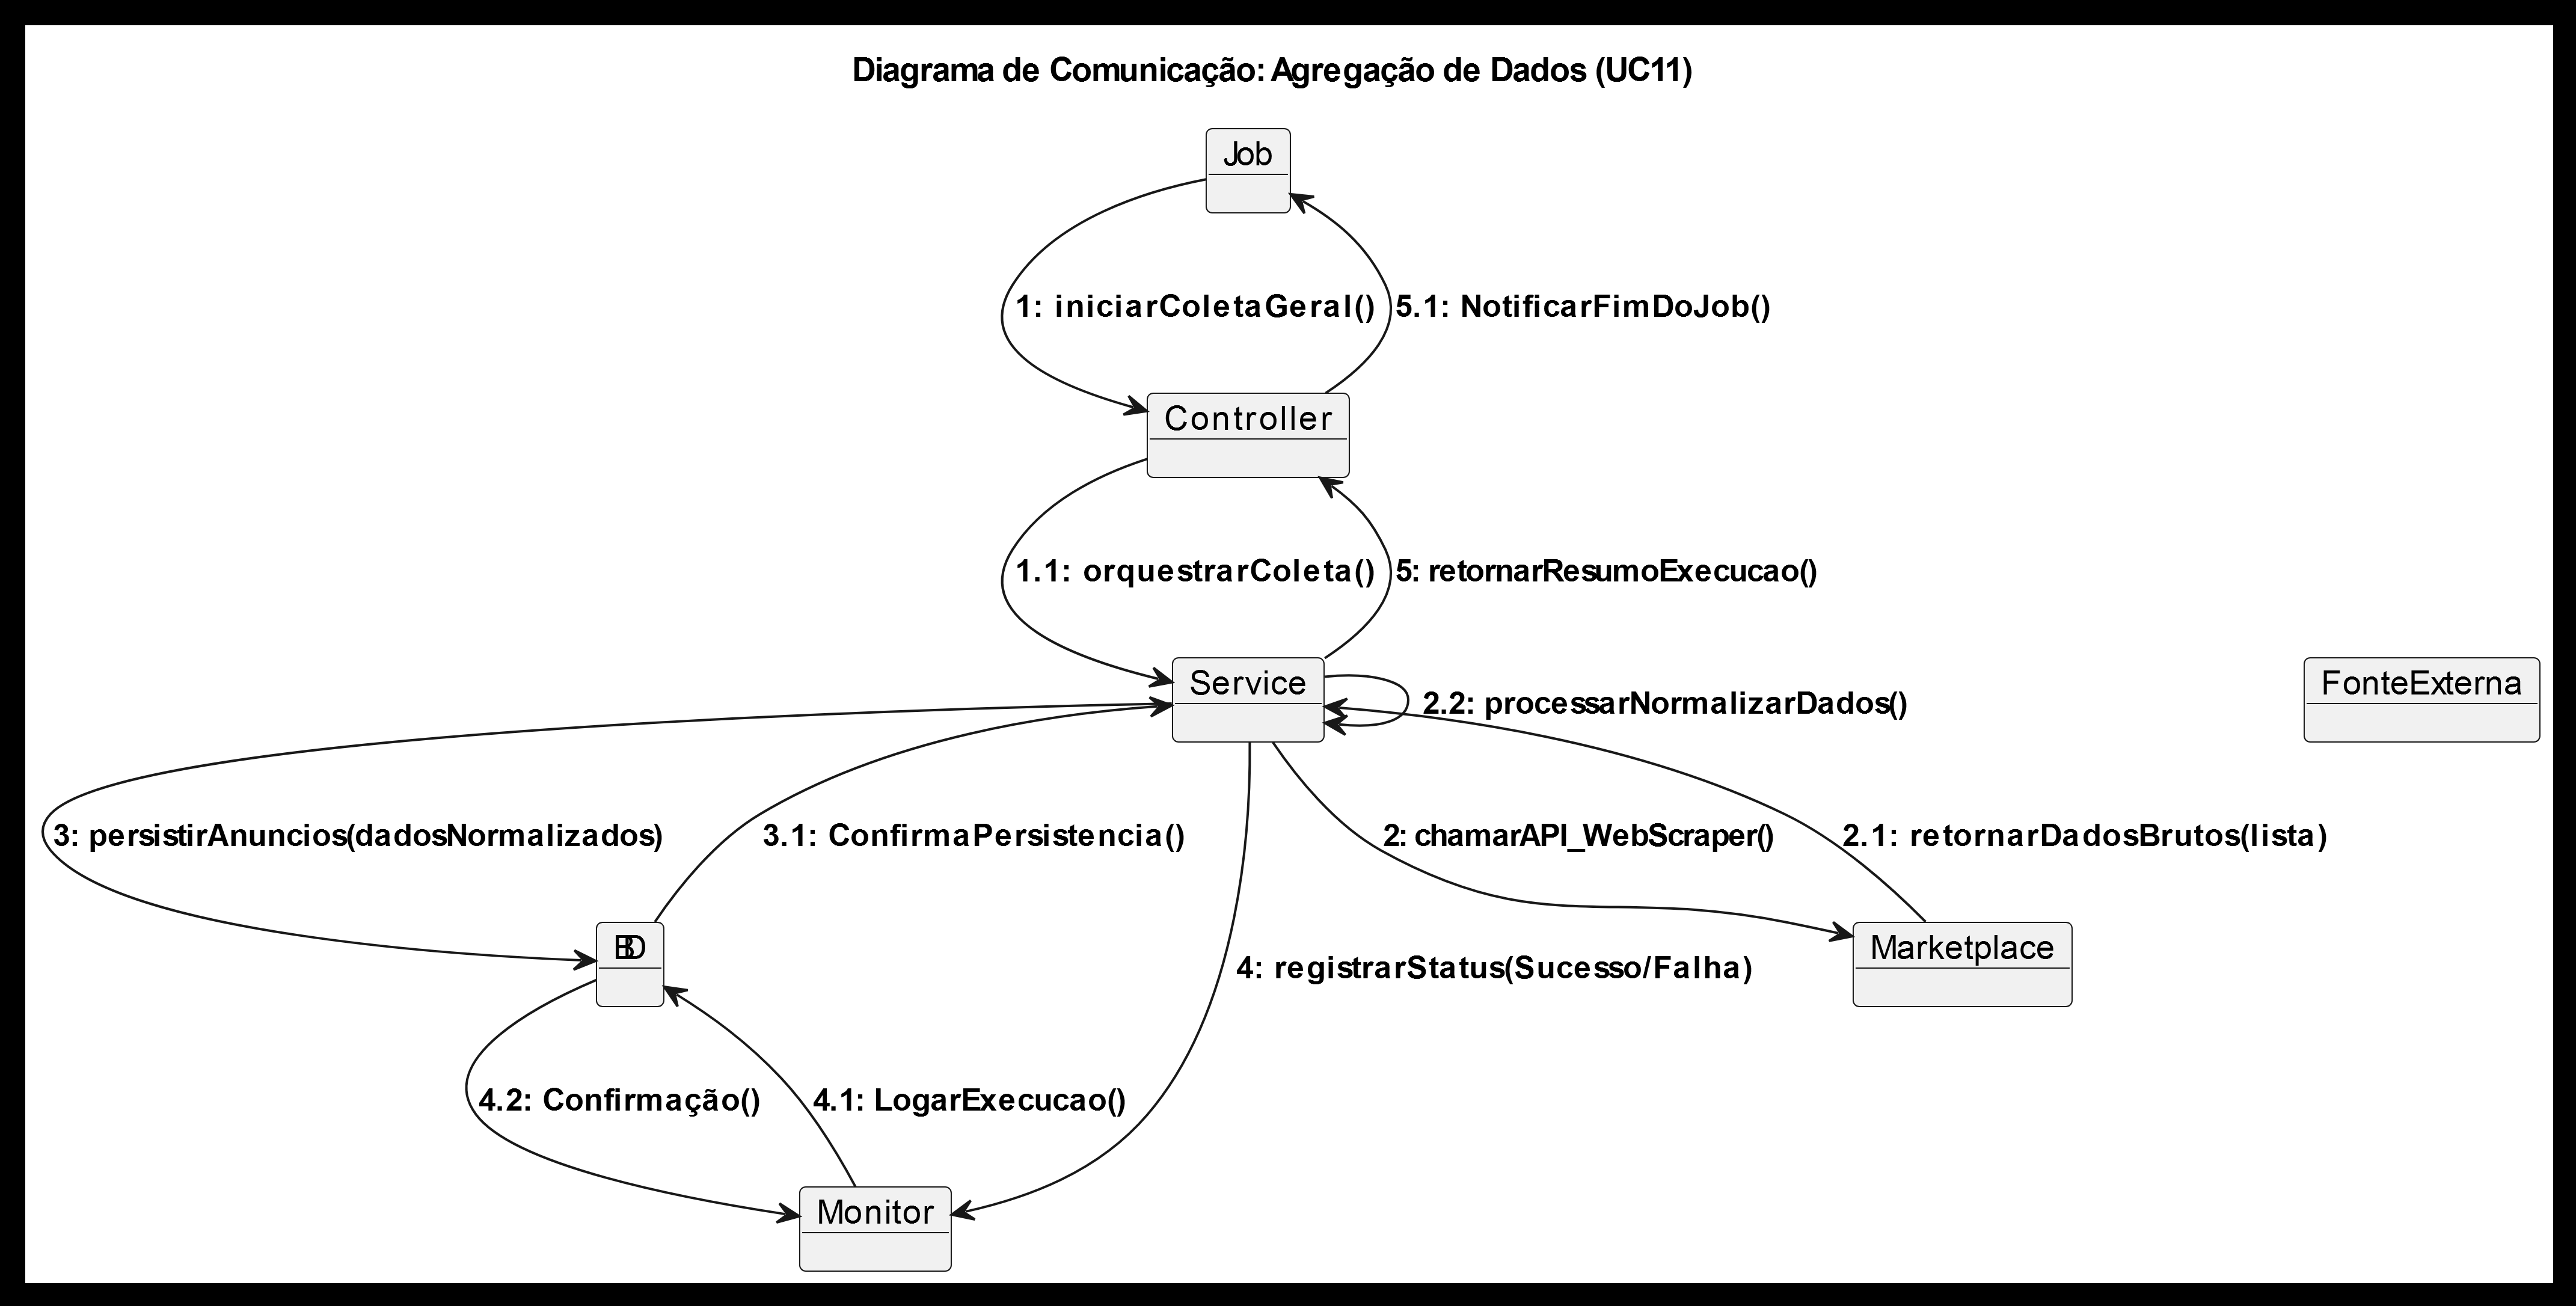 Diagrama de Comunicação: Agregação de Dados (UC11)
Job
1: iniciarColetaGeral()
5.1: NotificarFimDoJob()
Controller
1.1: orquestrarColeta()
5: retornarResumoExecucao()
Service
2.2: processarNormalizarDados()
FonteExterna
3: persistirAnuncios(dadosNormalizados)
3.1: ConfirmaPersistencia()
2: chamarAPI_WebScraper()
2.1: retornarDadosBrutos(lista)
BD
4: registrarStatus(Sucesso/Falha)
Marketplace
4.2: Confirmação()
4.1: LogarExecucao()
Monitor